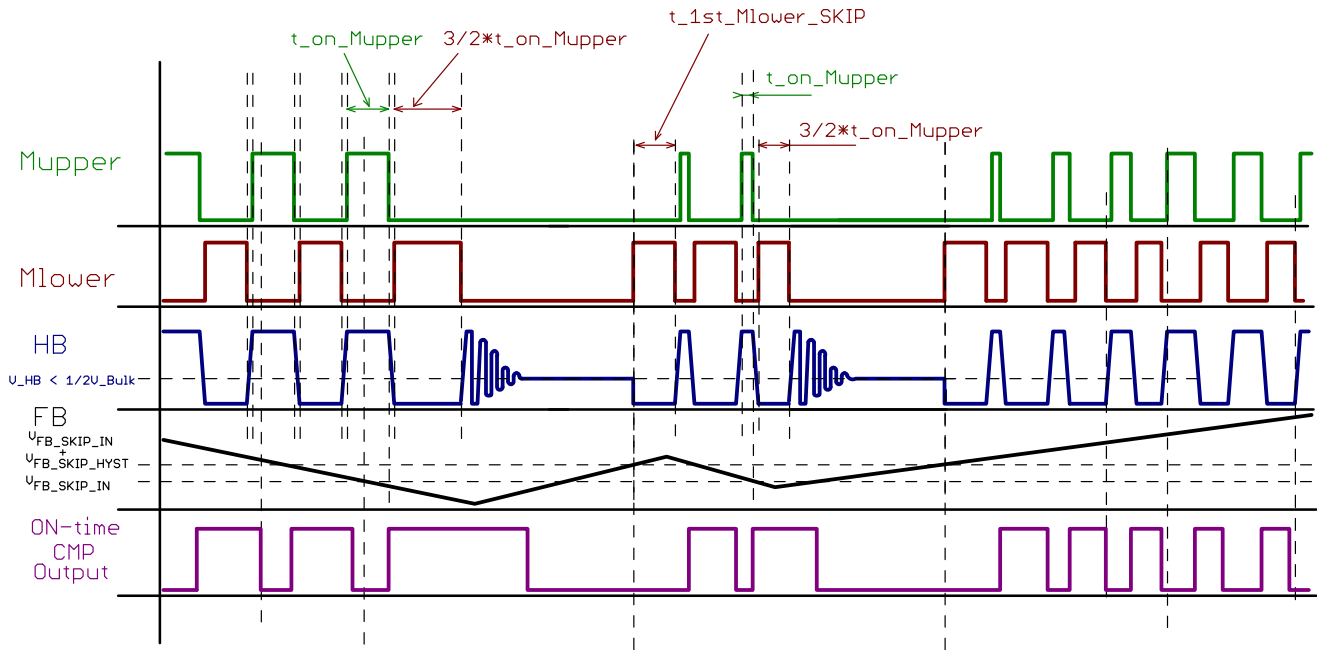 t_1st_Mlower_SKIP
t_on_Mupper
3/2*t_on_Mupper
t_on_Mupper
3/2*t_on_Mupper
Mupper
Mlower
HB
V_HB < 1/2V_Bulk
FB
VFB_SKIP_IN
+
VFB_SKIP_HYST
VFB_SKIP_IN
ON-time
CMP
Output